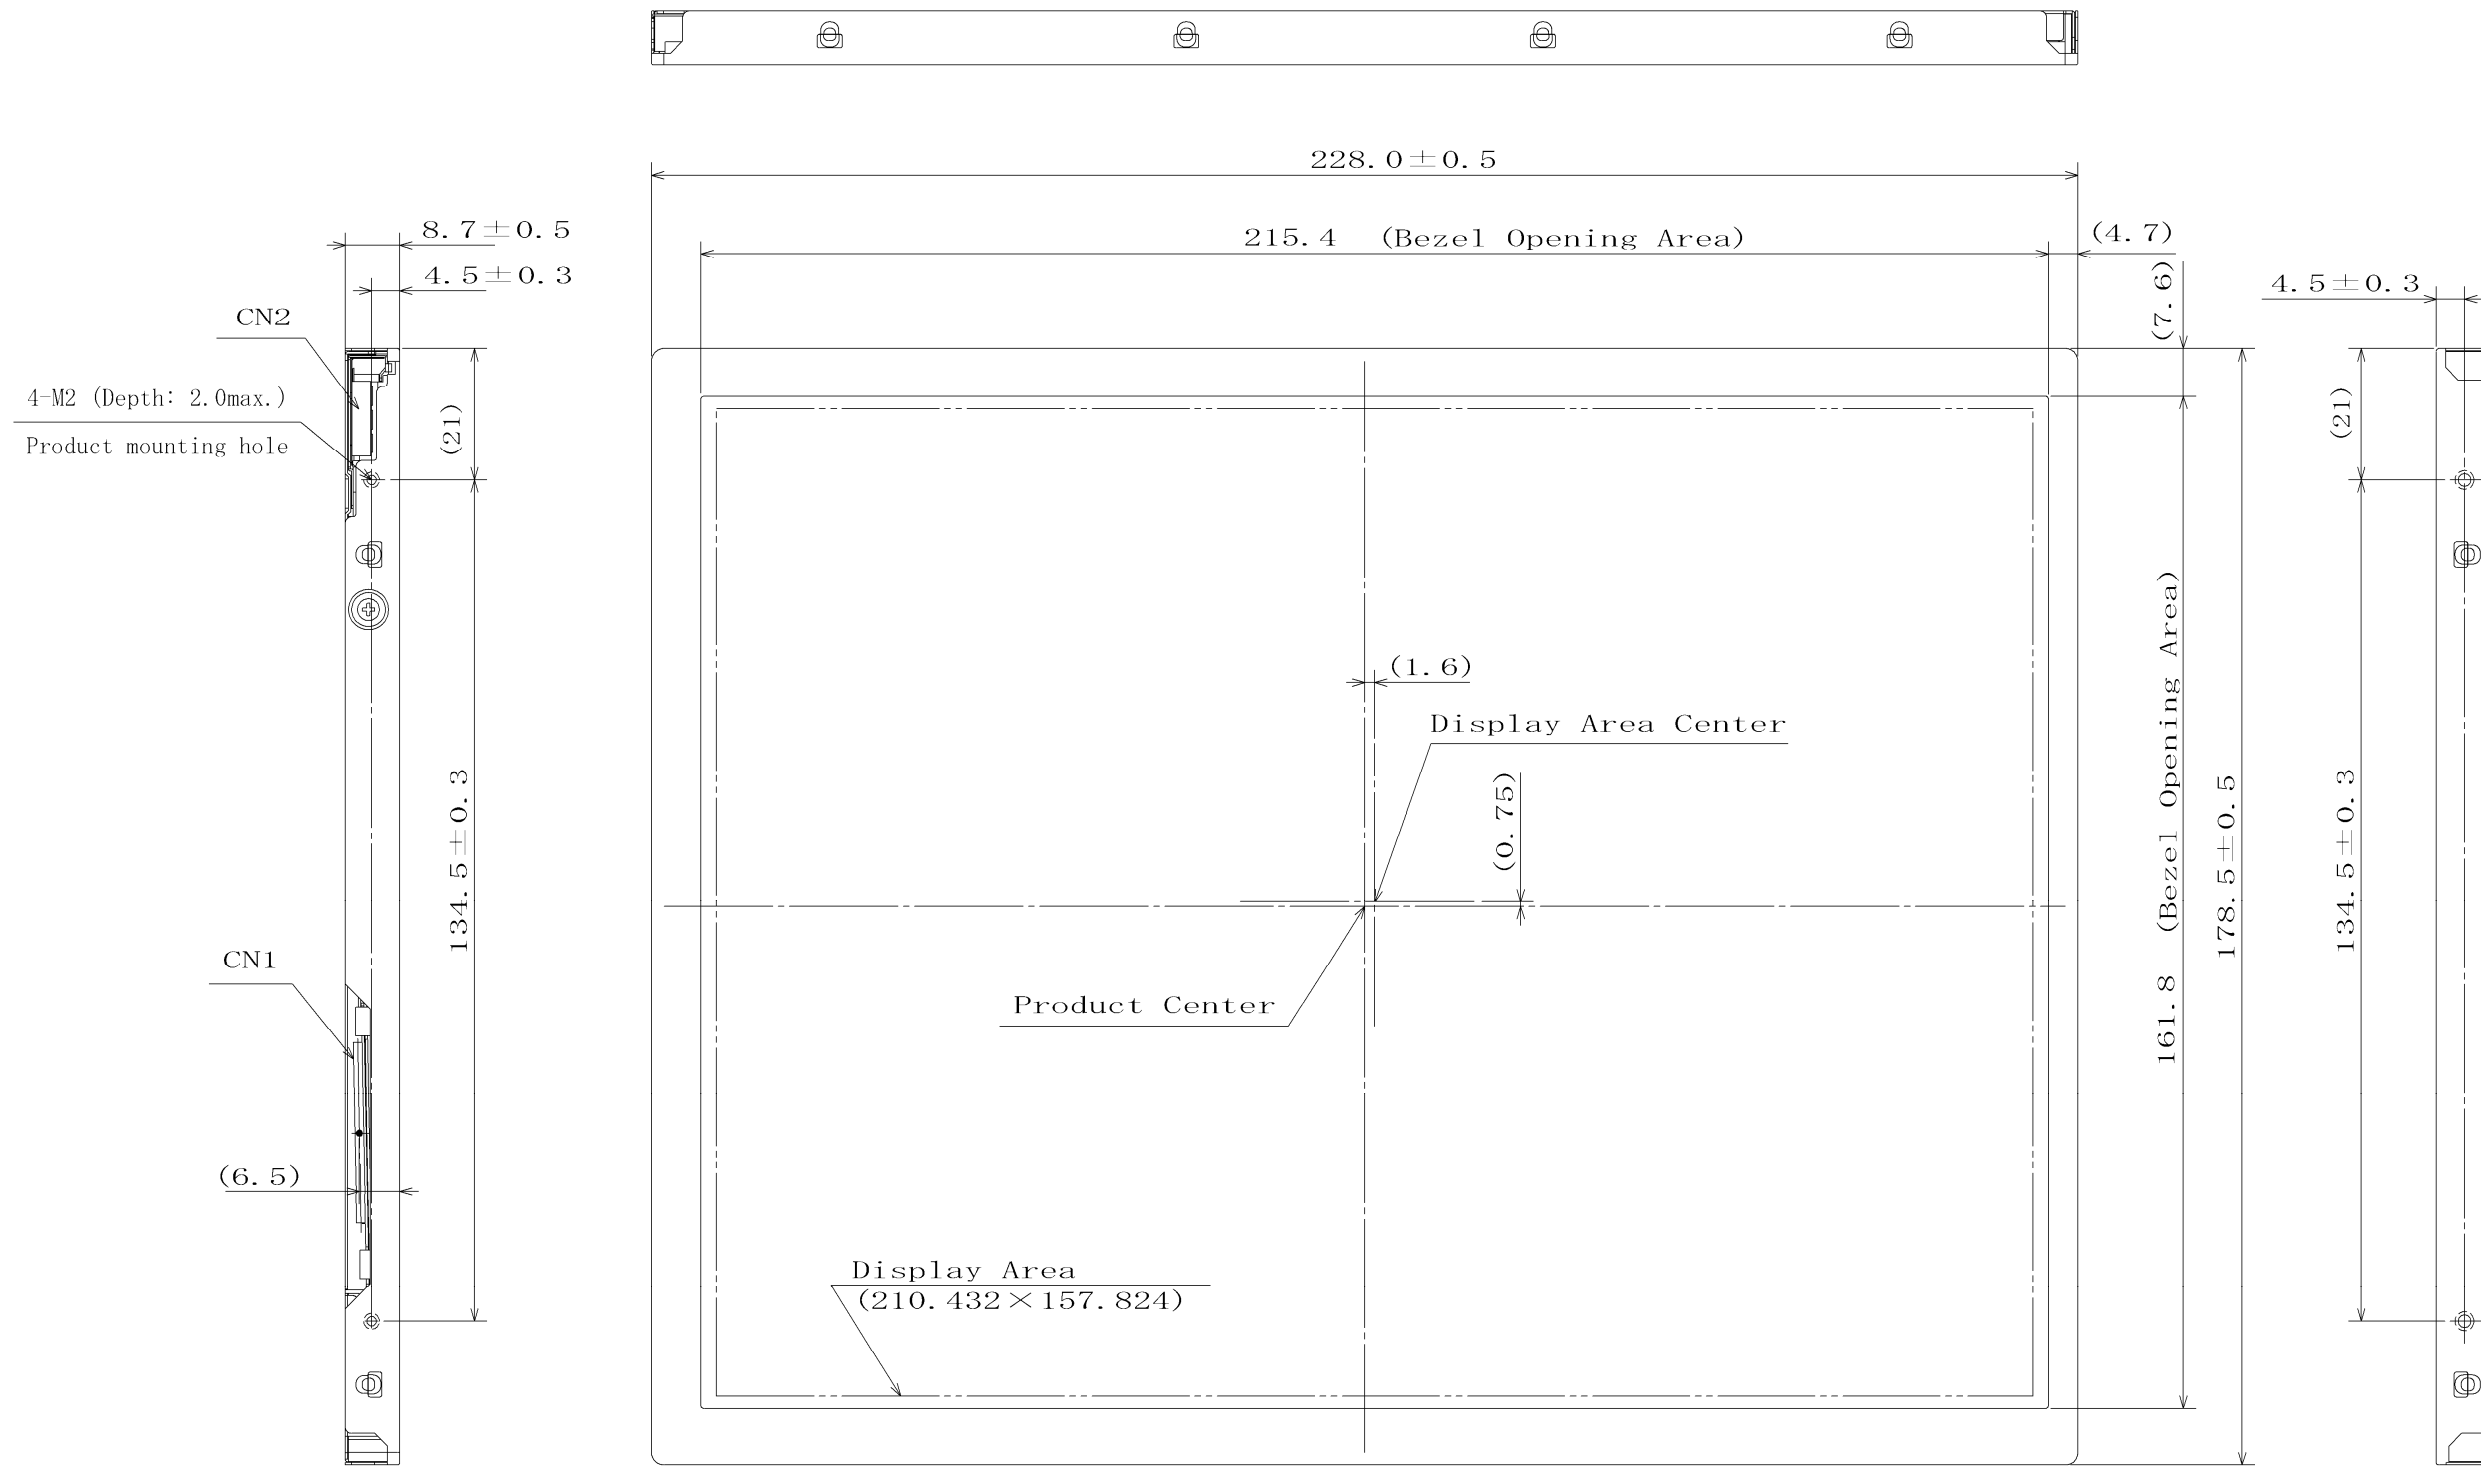 228.0±0.5
8.7±0.5
215.4 (Bezel Opening Area)
(4.7)
4.5±0.3
(7.6)
4.5±0.3
CN2
4-M2 (Depth: 2.0max.)
Product mounting hole
(21)
(21)
(1.6)
Display Area Center
(0.75)
134.5±0.3
161.8 (Bezel Opening Area)
178.5±0.5
134.5±0.3
CN1
Product Center
(6.5)
Display Area
(210.432×157.824)